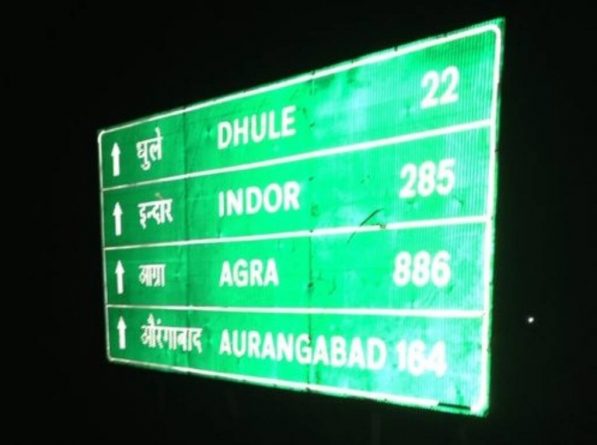 धुले DHULE 22
इन्दोर INDOR 285
आग्रा AGRA 886
औरंगाबाद AURANGABAD 164